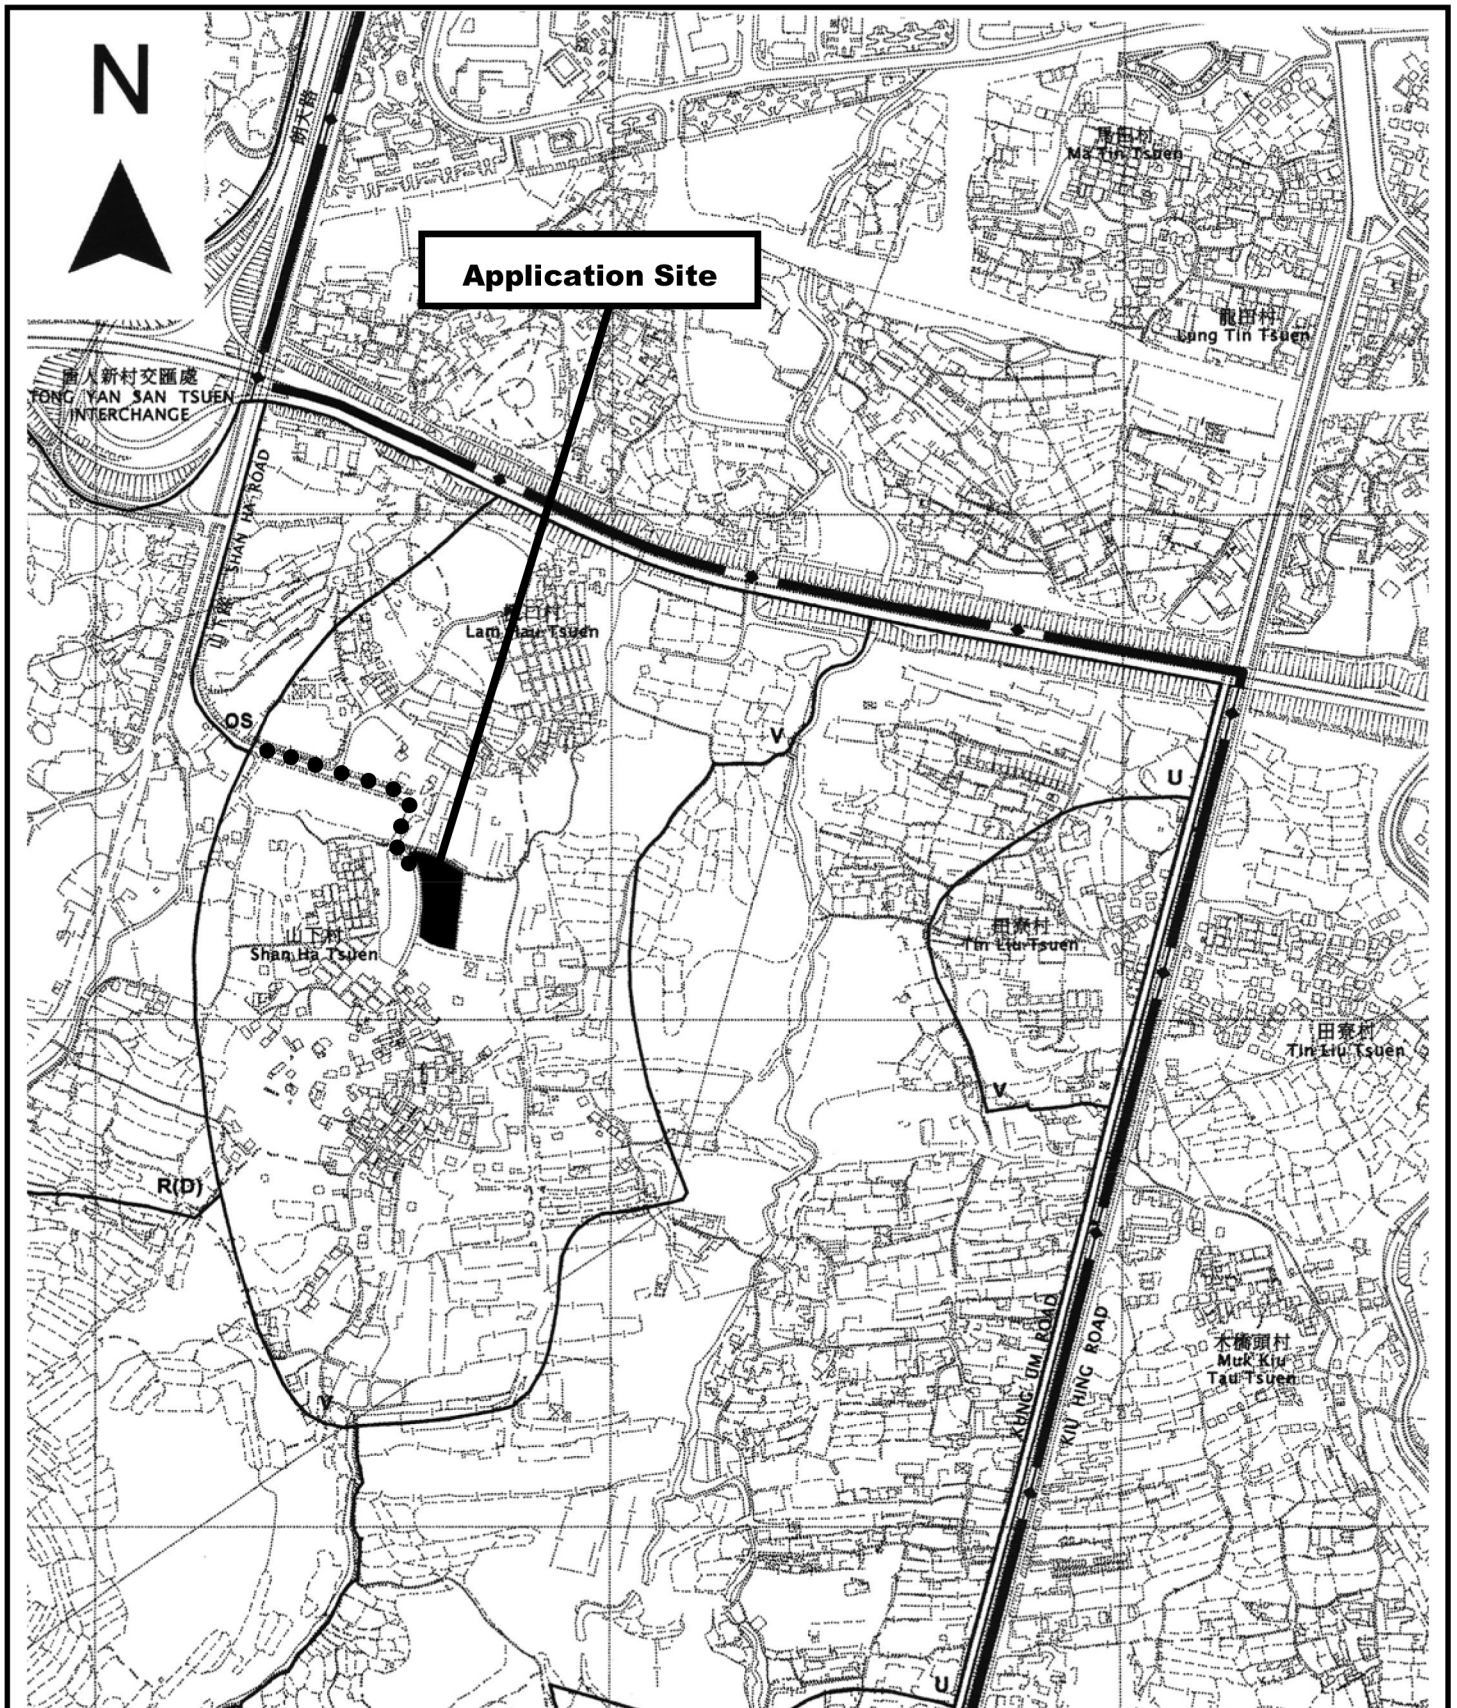 N
朗天路
馬田村
Ma Tin Tsuen
Application Site
龍田村
Lung Tin Tsuen
唐人新村交匯處
TONG YAN SAN TSUEN
INTERCHANGE
山下路 SHAN HA ROAD
欖口村
Lam Hau Tsuen
OS
V
U
山下村
Shan Ha Tsuen
田寮村
Tin Liu Tsuen
田寮村
Tin Liu Tsuen
V
R(D)
KUNG UM ROAD
KIU HING ROAD
木橋頭村
Muk Kiu
Tau Tsuen
V
U